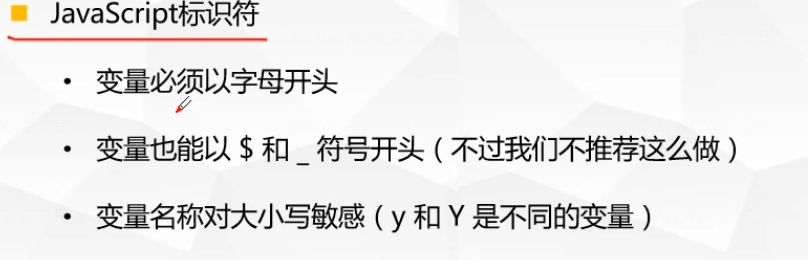 JavaScript标识符
• 变量必须以字母开头
• 变量也能以 $ 和 _ 符号开头（不过我们不推荐这么做）
• 变量名称对大小写敏感（y 和 Y 是不同的变量）